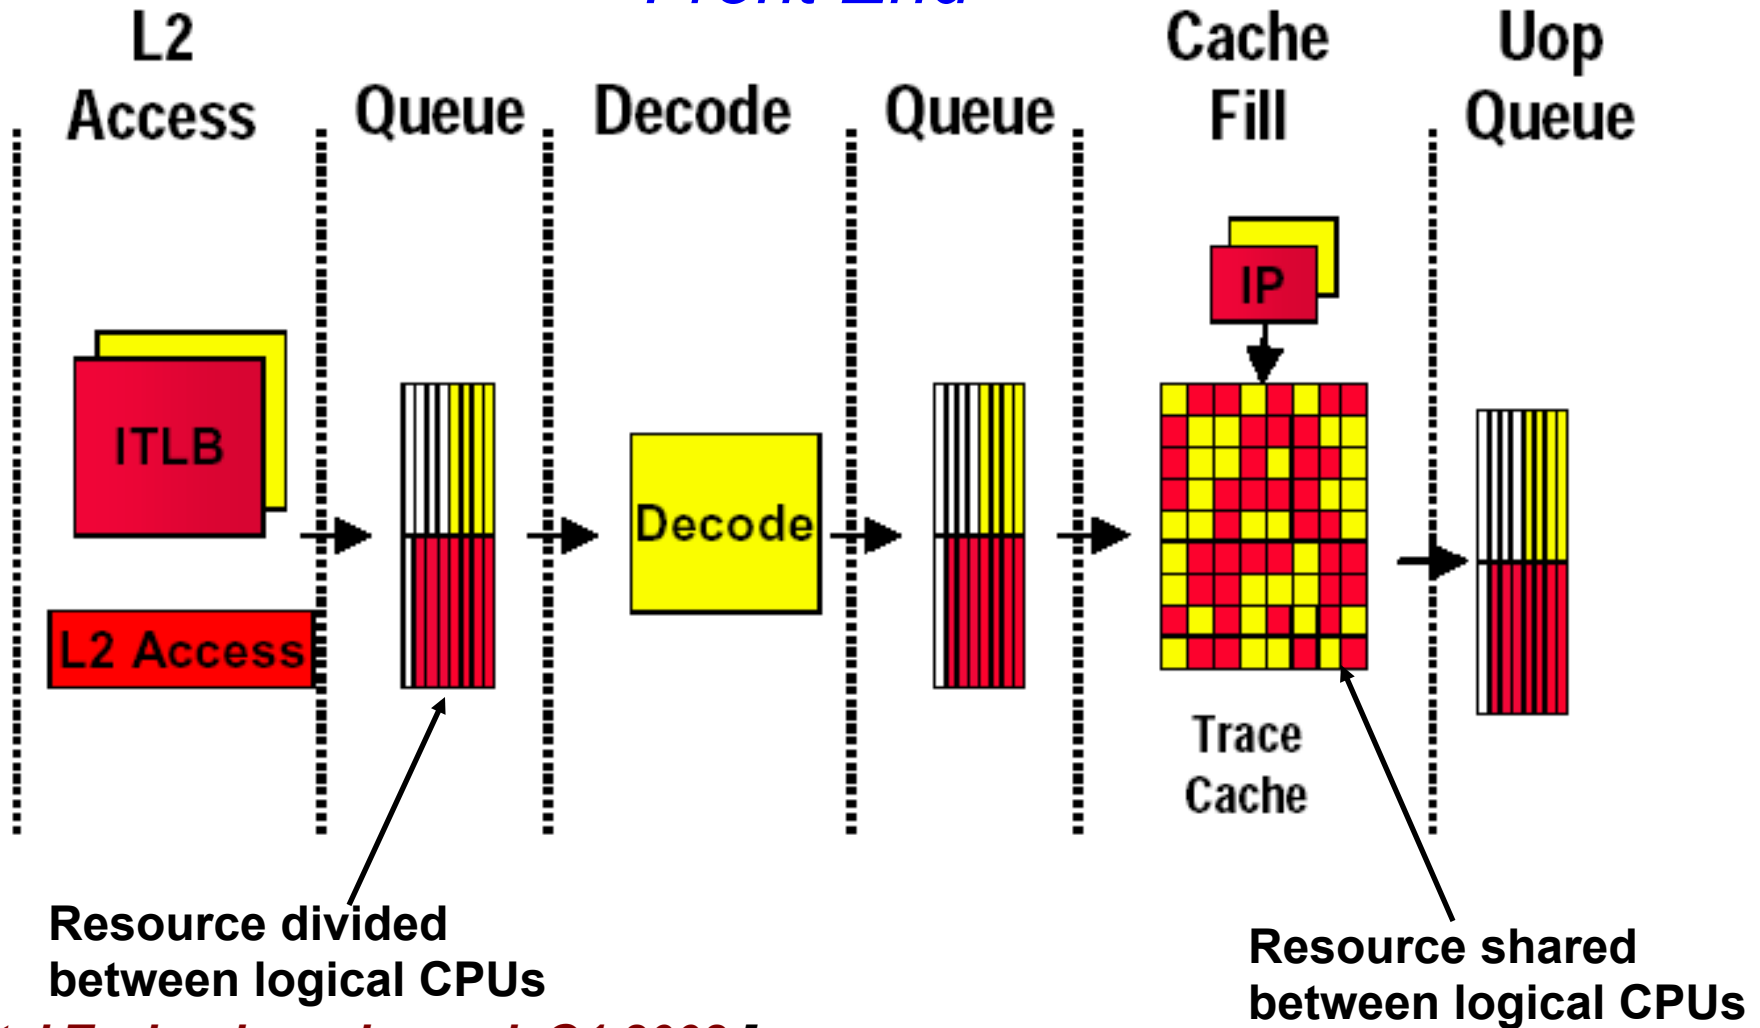 L2
Access
Queue
Decode
Queue
Cache
Fill
Uop
Queue
IP
ITLB
Decode
L2 Access
Trace
Cache
Resource divided
between logical CPUs
Resource shared
between logical CPUs